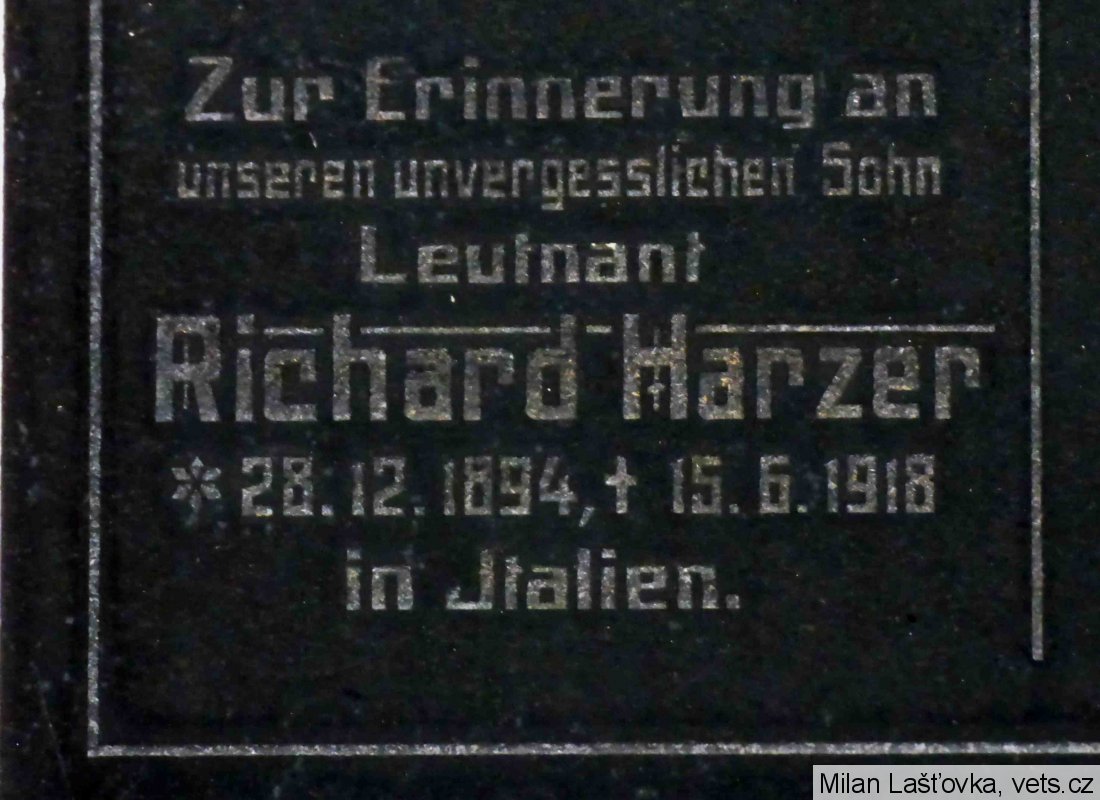 Zur Erinnerung an
unseren unvergesslichen Sohn
Leutnant
Richard Harzer
* 28. 12. 1894, † 15. 6. 1918
in Jtalien.
Milan Lašťovka, vets.cz